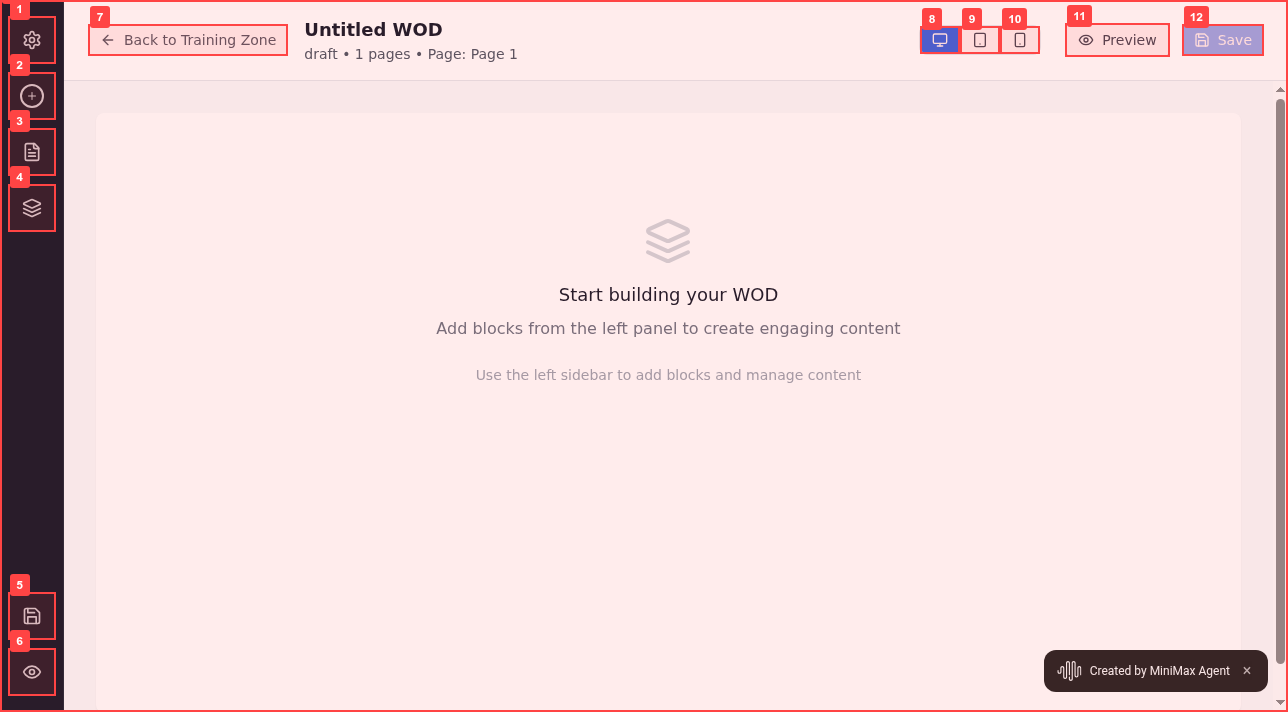 1
2
3
4
5
6
7
Back to Training Zone
Untitled WOD
draft • 1 pages • Page: Page 1
8
9
10
11
Preview
12
Save
Start building your WOD
Add blocks from the left panel to create engaging content
Use the left sidebar to add blocks and manage content
Created by MiniMax Agent ×